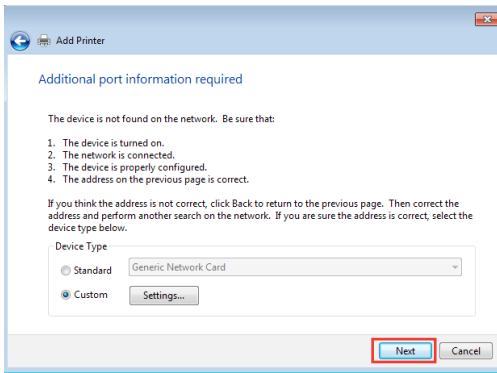 Add Printer
Additional port information required
The device is not found on the network. Be sure that:
1. The device is turned on.
2. The network is connected.
3. The device is properly configured.
4. The address on the previous page is correct.
If you think the address is not correct, click Back to return to the previous page. Then correct the
address and perform another search on the network. If you are sure the address is correct, select the
device type below.
Device Type
Standard
Generic Network Card
Custom
Settings...
Next
Cancel